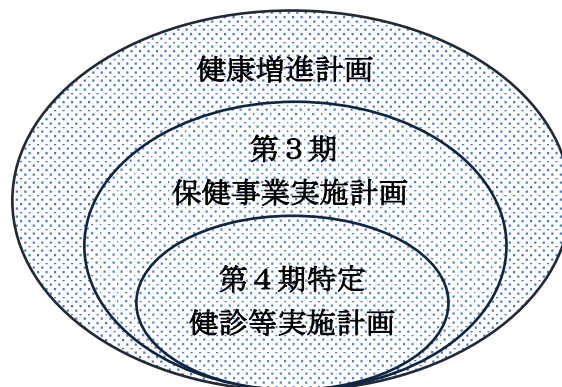 健康増進計画
第３期
保健事業実施計画
第４期特定
健診等実施計画